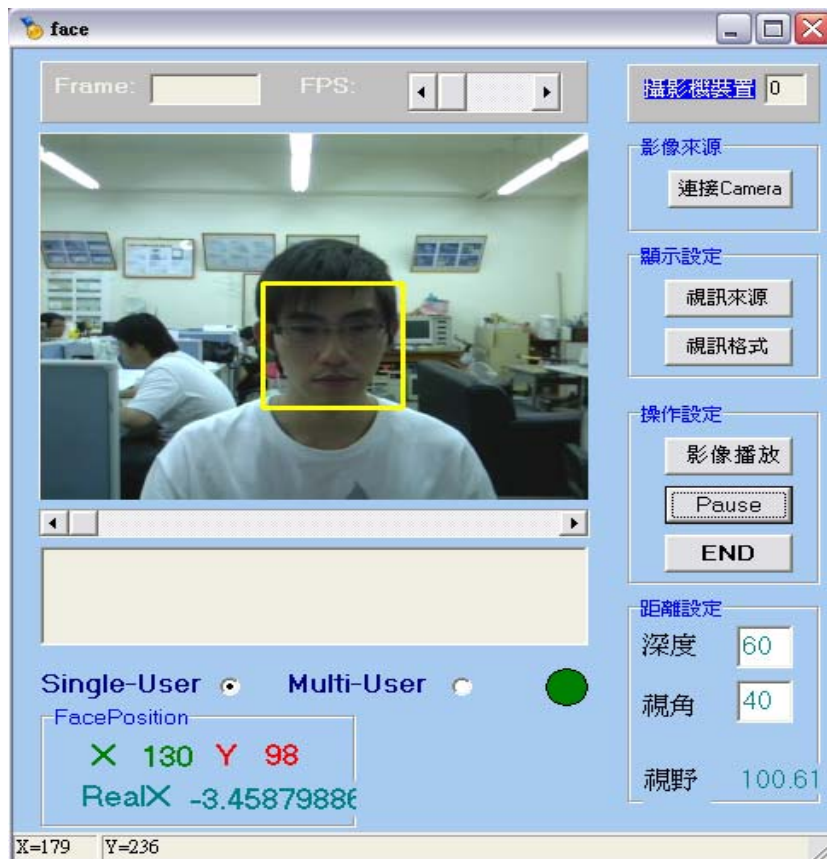 face
Frame:
FPS:
攝影機裝置 0
影像來源
連接Camera
顯示設定
視訊來源
視訊格式
操作設定
影像播放
Pause
END
距離設定
深度 60
視角 40
視野 100.61
Single-User
Multi-User
FacePosition
X 130 Y 98
RealX -3.45879886
X=179
Y=236